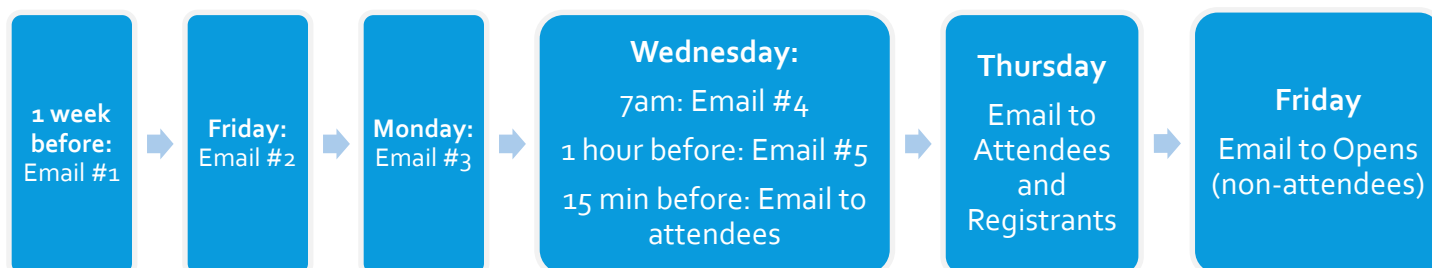 1 week
before:
Email #1
Friday:
Email #2
Monday:
Email #3
Wednesday:
7am: Email #4
1 hour before: Email #5
15 min before: Email to
attendees
Thursday
Email to
Attendees
and
Registrants
Friday
Email to Opens
(non-attendees)